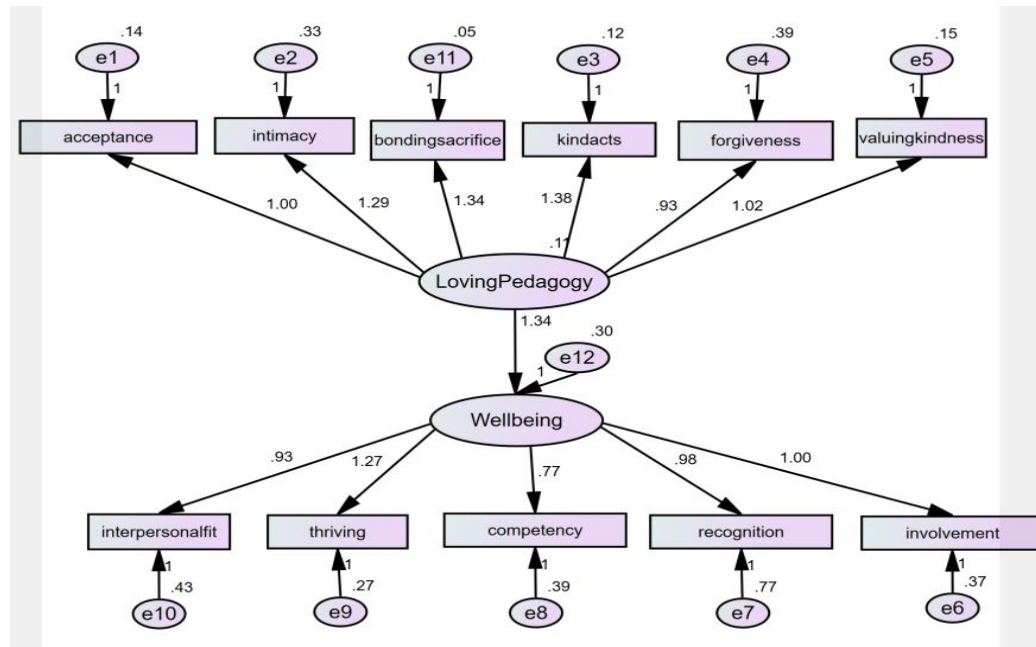 .14 .33 .05 .12 .39 .15
e1 e2 e11 e3 e4 e5
1 1 1 1 1 1
acceptance intimacy bondingsacrifice kindacts forgiveness valuingkindness
1.00 1.29 1.34 1.38 .93 1.02
.11
LovingPedagogy
1.34
.30
e12
1
Wellbeing
.93 1.27 .77 .98 1.00
interpersonalfit thriving competency recognition involvement
1 1 1 1 1
.43 .27 .39 .77 .37
e10 e9 e8 e7 e6